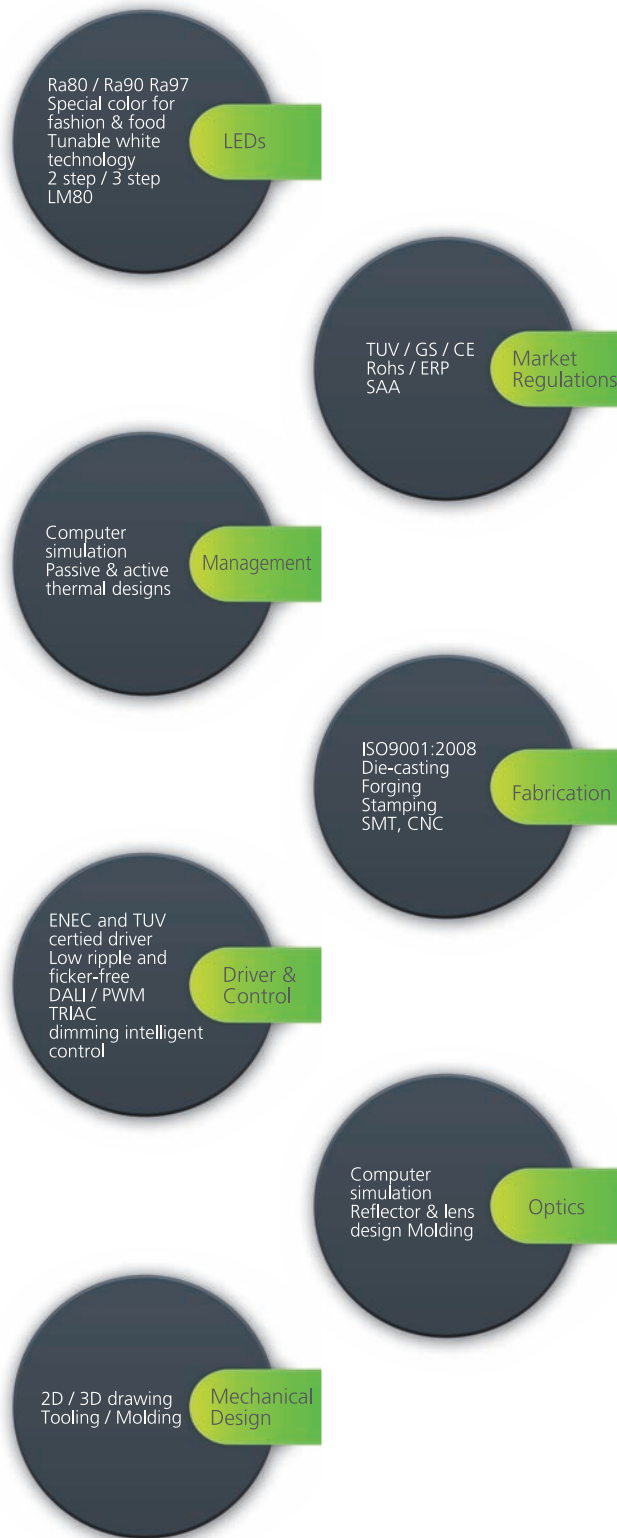 Ra80 / Ra90 Ra97
Special color for
fashion & food
Tunable white
technology
2 step / 3 step
LM80
LEDs
TUV / GS / CE
Rohs / ERP
SAA
Market
Regulations
Computer
simulation
Passive & active
thermal designs
Management
ISO9001:2008
Die-casting
Forging
Stamping
SMT, CNC
Fabrication
ENEC and TUV
certied driver
Low ripple and
ficker-free
DALI / PWM
TRIAC
dimming intelligent
control
Driver &
Control
Computer
simulation
Reflector & lens
design Molding
Optics
2D / 3D drawing
Tooling / Molding
Mechanical
Design